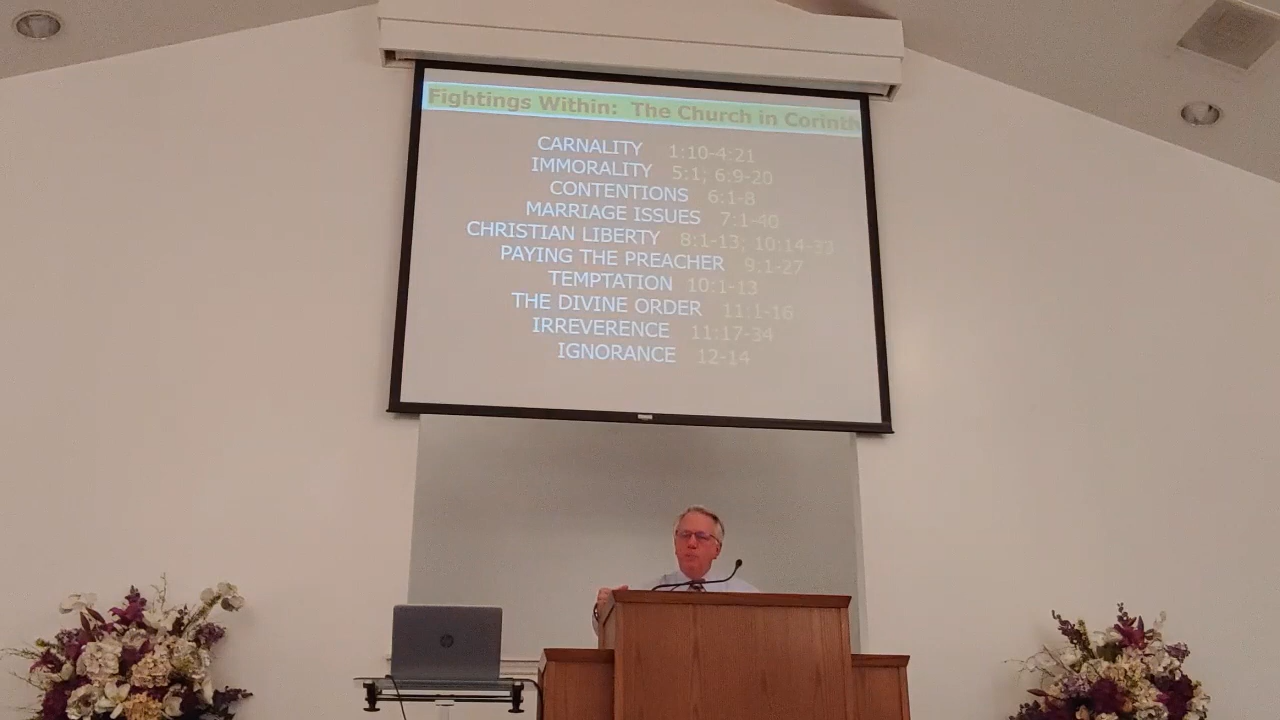 Fightings Within: The Church in Corinth
CARNALITY 1:10-4:21
IMMORALITY 5:1; 6:9-20
CONTENTIONS 6:1-8
MARRIAGE ISSUES 7:1-40
CHRISTIAN LIBERTY 8:1-13; 10:14-33
PAYING THE PREACHER 9:1-27
TEMPTATION 10:1-13
THE DIVINE ORDER 11:1-16
IRREVERENCE 11:17-34
IGNORANCE 12-14
hp